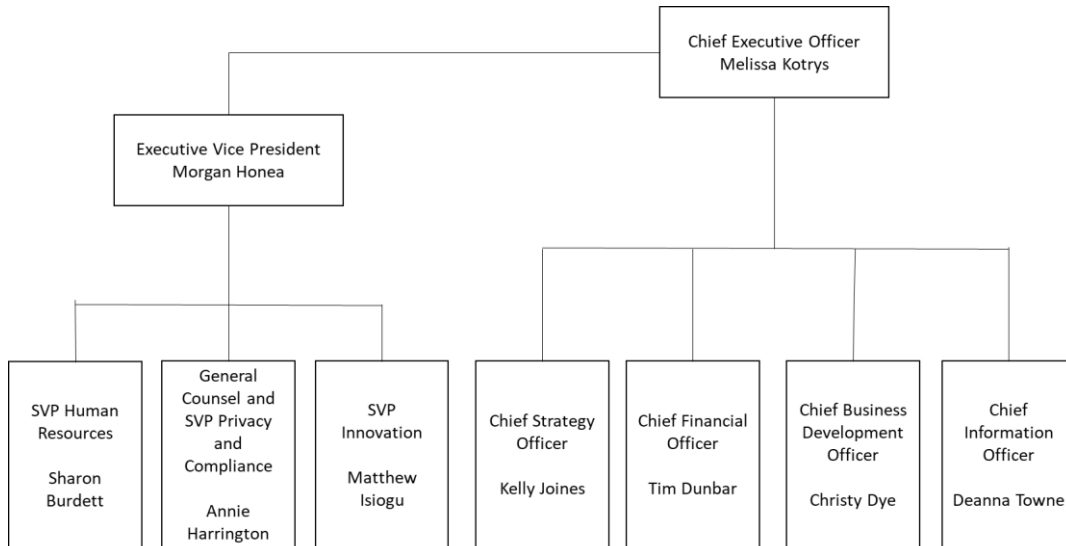 Chief Executive Officer
Melissa Kotrys
Executive Vice President
Morgan Honea
SVP Human
Resources
Sharon
Burdett
General
Counsel and
SVP Privacy
and
Compliance
Annie
Harrington
SVP
Innovation
Matthew
Isiogu
Chief Strategy
Officer
Kelly Joines
Chief Financial
Officer
Tim Dunbar
Chief Business
Development
Officer
Christy Dye
Chief
Information
Officer
Deanna Towne